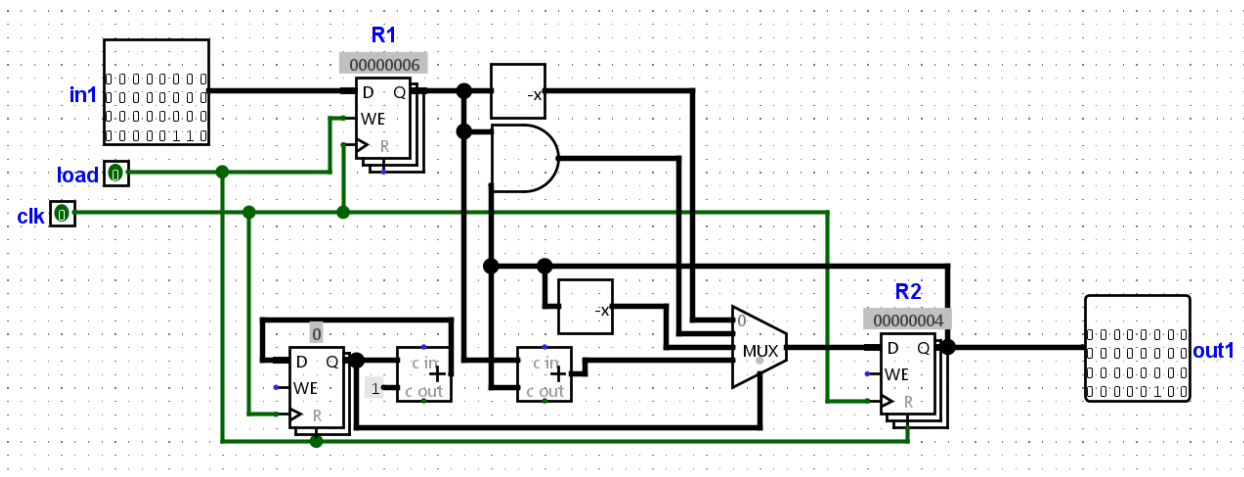 R1
00000006
in1
0 0 0 0 0 0 0 0
0 0 0 0 0 0 0 0
0 0 0 0 0 0 0 0
0 0 0 0 0 1 1 0
D Q
WE
R
-x
load 0
clk 0
-x
R2
00000004
0
D Q
WE
R
1
c in
+
c out
c in
+
c out
0
MUX
D Q
WE
R
0 0 0 0 0 0 0 0
0 0 0 0 0 0 0 0
0 0 0 0 0 0 0 0
0 0 0 0 0 1 0 0
out1